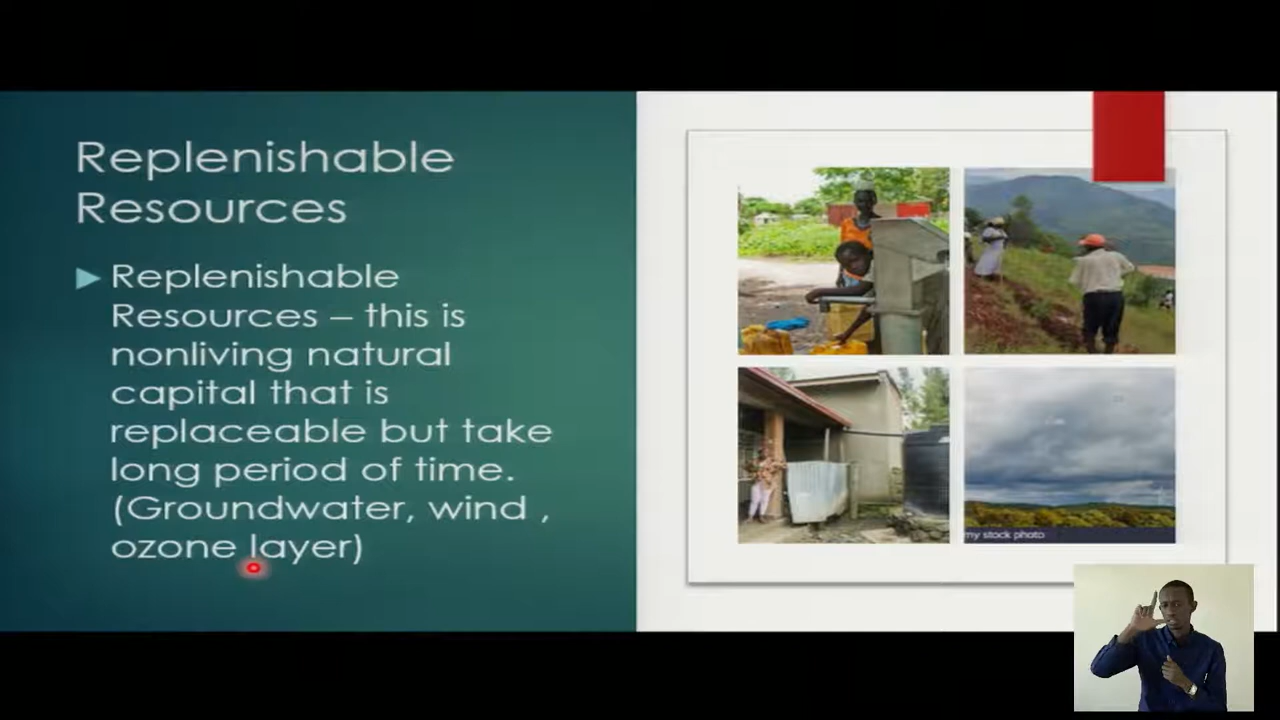 Replenishable
Resources
Replenishable
Resources – this is
nonliving natural
capital that is
replaceable but take
long period of time.
(Groundwater, wind ,
ozone layer)
my stock photo